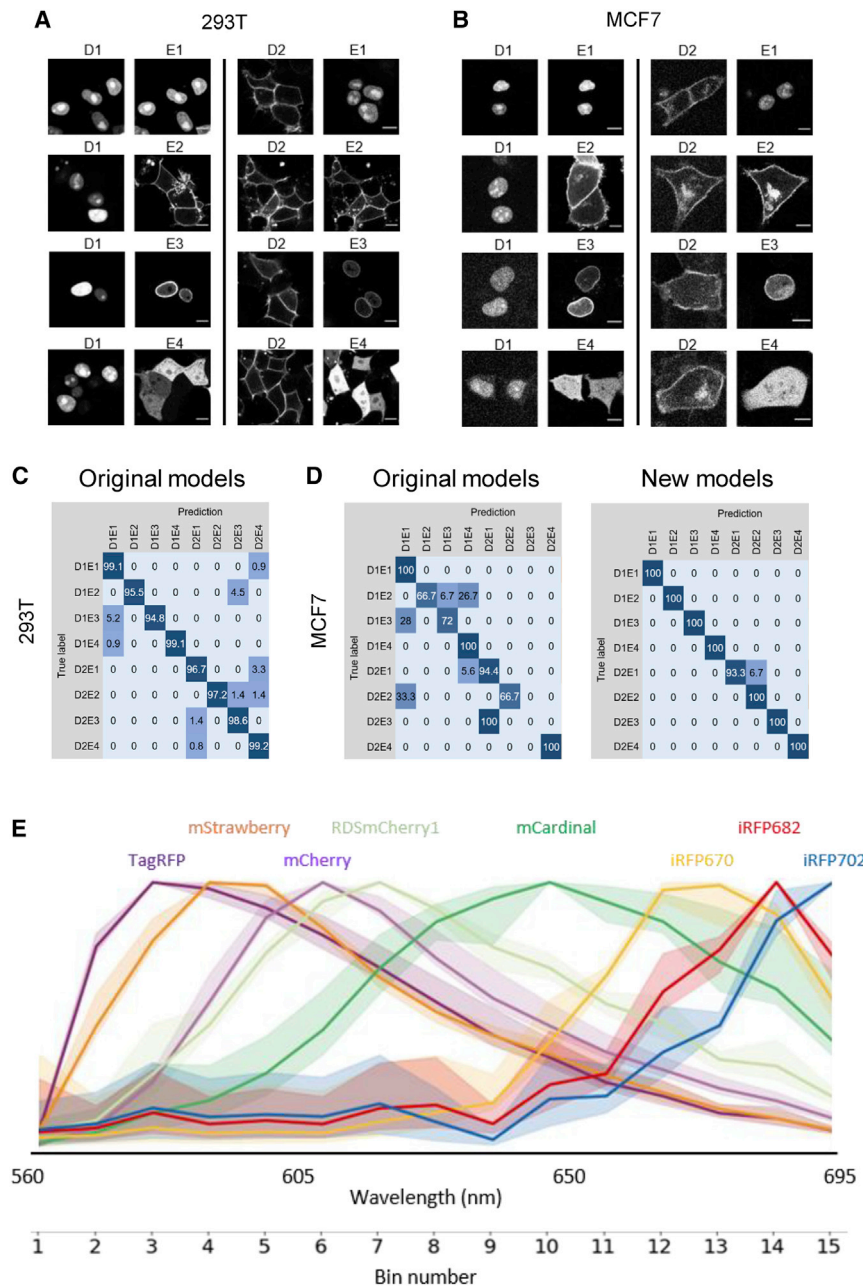 A 293T B MCF7
D1 E1 D2 E1 D1 E1 D2 E1
D1 E2 D2 E2 D1 E2 D2 E2
D1 E3 D2 E3 D1 E3 D2 E3
D1 E4 D2 E4 D1 E4 D2 E4
C Original models D Original models New models
Prediction Prediction Prediction
D1E1 D1E2 D1E3 D1E4 D2E1 D2E2 D2E3 D2E4 D1E1 D1E2 D1E3 D1E4 D2E1 D2E2 D2E3 D2E4 D1E1 D1E2 D1E3 D1E4 D2E1 D2E2 D2E3 D2E4
293T
True label
D1E1 99.1 0 0 0 0 0 0 0.9
D1E2 0 95.5 0 0 0 0 4.5 0
D1E3 5.2 0 94.8 0 0 0 0 0
D1E4 0.9 0 0 99.1 0 0 0 0
D2E1 0 0 0 0 96.7 0 0 3.3
D2E2 0 0 0 0 0 97.2 1.4 1.4
D2E3 0 0 0 0 1.4 0 98.6 0
D2E4 0 0 0 0 0.8 0 0 99.2
MCF7
True label
D1E1 100 0 0 0 0 0 0 0
D1E2 0 66.7 6.7 26.7 0 0 0 0
D1E3 28 0 72 0 0 0 0 0
D1E4 0 0 0 100 0 0 0 0
D2E1 0 0 0 5.6 94.4 0 0 0
D2E2 33.3 0 0 0 0 66.7 0 0
D2E3 0 0 0 0 100 0 0 0
D2E4 0 0 0 0 0 0 0 100
True label
D1E1 100 0 0 0 0 0 0 0
D1E2 0 100 0 0 0 0 0 0
D1E3 0 0 100 0 0 0 0 0
D1E4 0 0 0 100 0 0 0 0
D2E1 0 0 0 0 93.3 6.7 0 0
D2E2 0 0 0 0 0 100 0 0
D2E3 0 0 0 0 0 0 100 0
D2E4 0 0 0 0 0 0 0 100
E
mStrawberry RDSmCherry1 mCardinal iRFP682
TagRFP mCherry iRFP670 iRFP702
560 605 650 695
Wavelength (nm)
1 2 3 4 5 6 7 8 9 10 11 12 13 14 15
Bin number